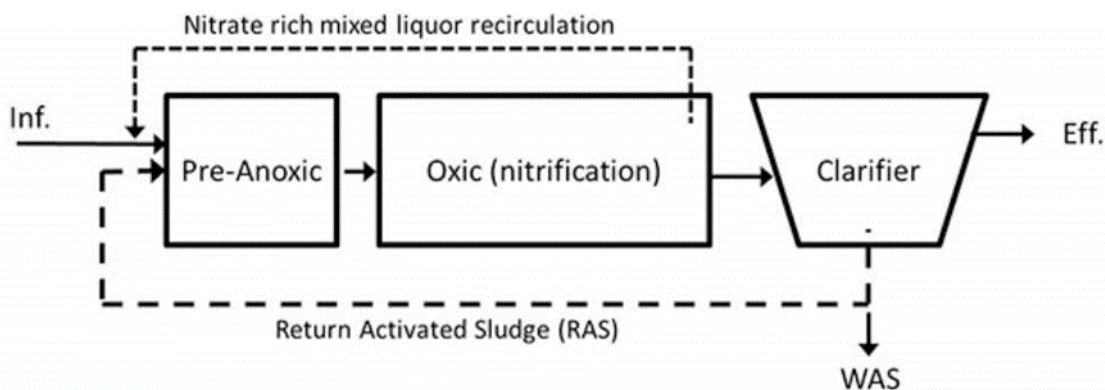 Nitrate rich mixed liquor recirculation
Inf.
Pre-Anoxic
Oxic (nitrification)
Clarifier
Eff.
Return Activated Sludge (RAS)
WAS